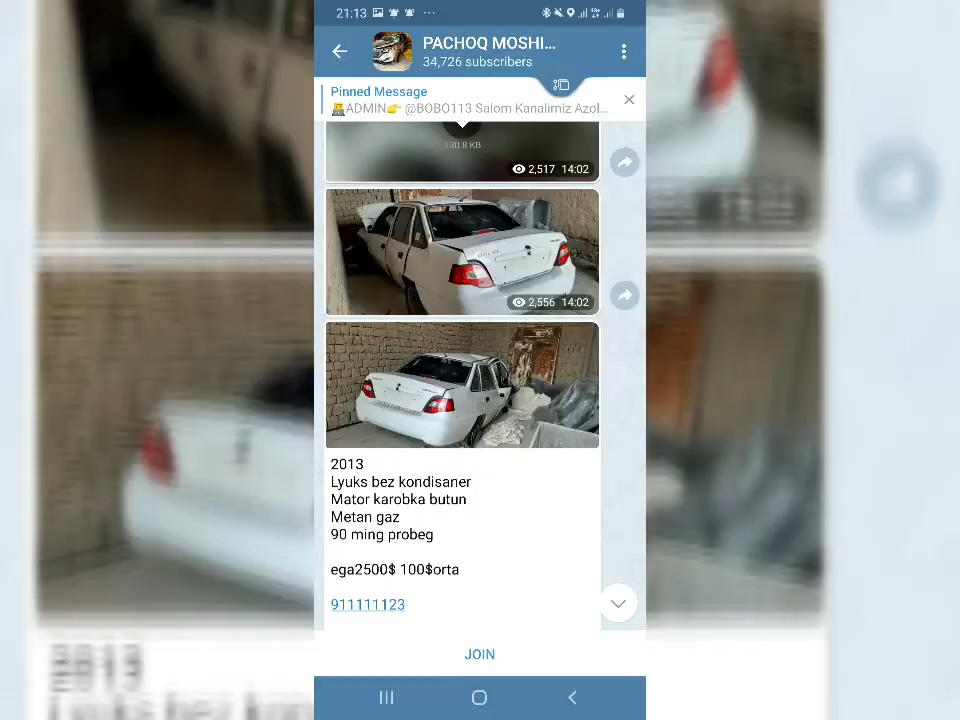 21:13
PACHOQ MOSHI...
34,726 subscribers
Pinned Message
ADMIN👉 @BOBO113 Salom Kanalimiz Azol...
130.8 KB
2,517 14:02
2,556 14:02
2013
Lyuks bez kondisaner
Mator karobka butun
Metan gaz
90 ming probeg
ega2500$ 100$orta
911111123
JOIN
2013